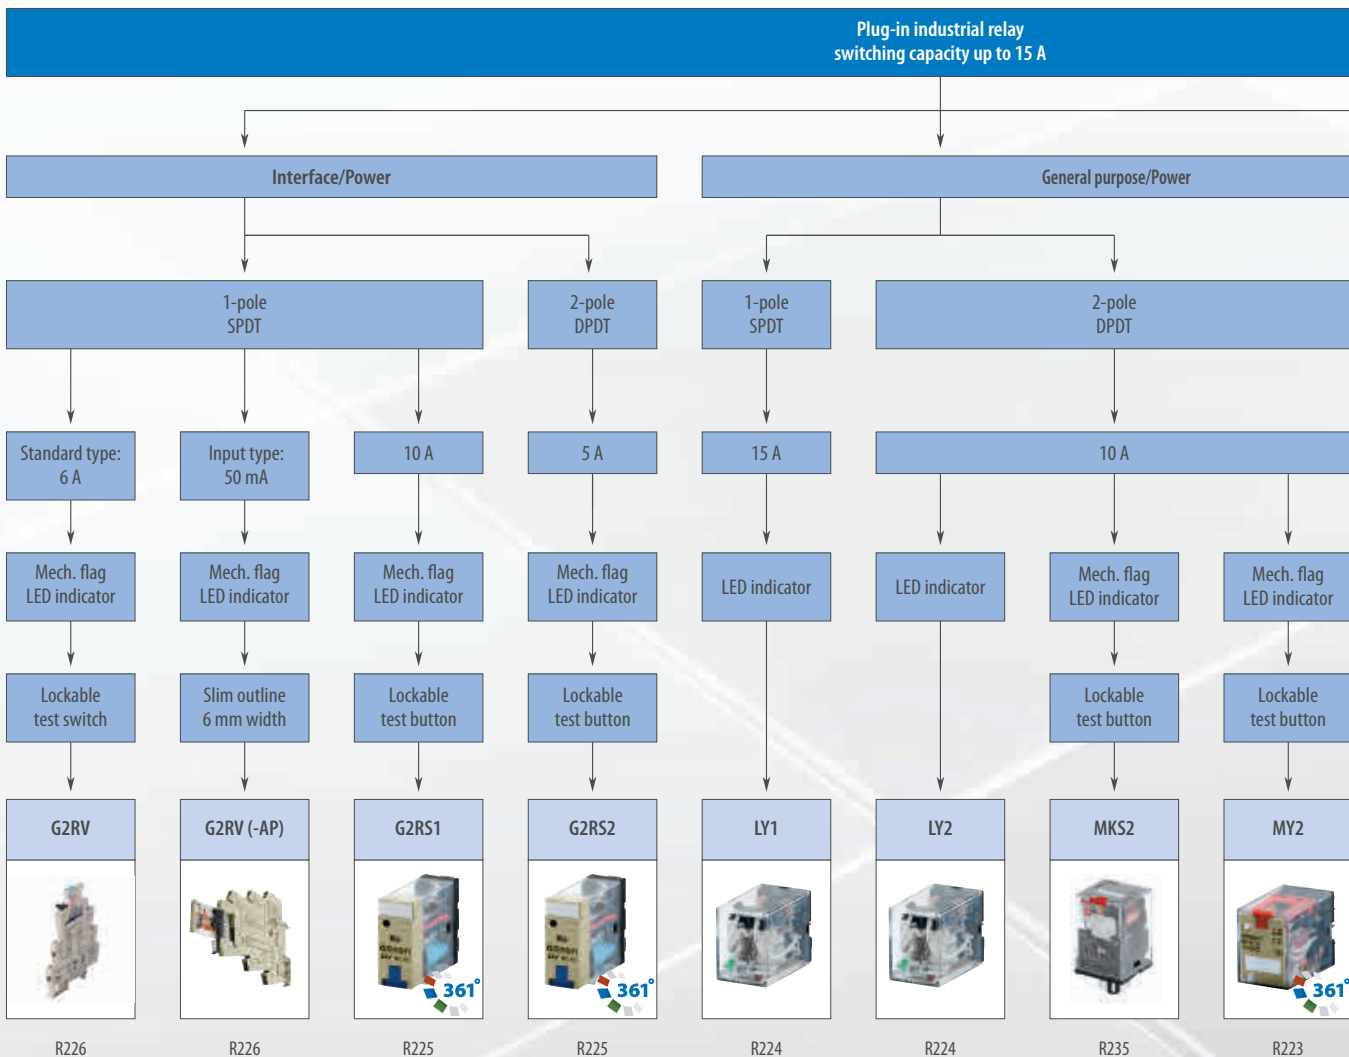 Plug-in industrial relay
switching capacity up to 15 A
Interface/Power
General purpose/Power
1-pole
SPDT
2-pole
DPDT
1-pole
SPDT
2-pole
DPDT
Standard type:
6 A
Input type:
50 mA
10 A
5 A
15 A
10 A
Mech. flag
LED indicator
Mech. flag
LED indicator
Mech. flag
LED indicator
Mech. flag
LED indicator
LED indicator
LED indicator
Mech. flag
LED indicator
Mech. flag
LED indicator
Lockable
test switch
Slim outline
6 mm width
Lockable
test button
Lockable
test button
Lockable
test button
Lockable
test button
G2RV
G2RV (-AP)
G2RS1
G2RS2
LY1
LY2
MKS2
MY2
361°
361°
361°
R226
R226
R225
R225
R224
R224
R235
R223